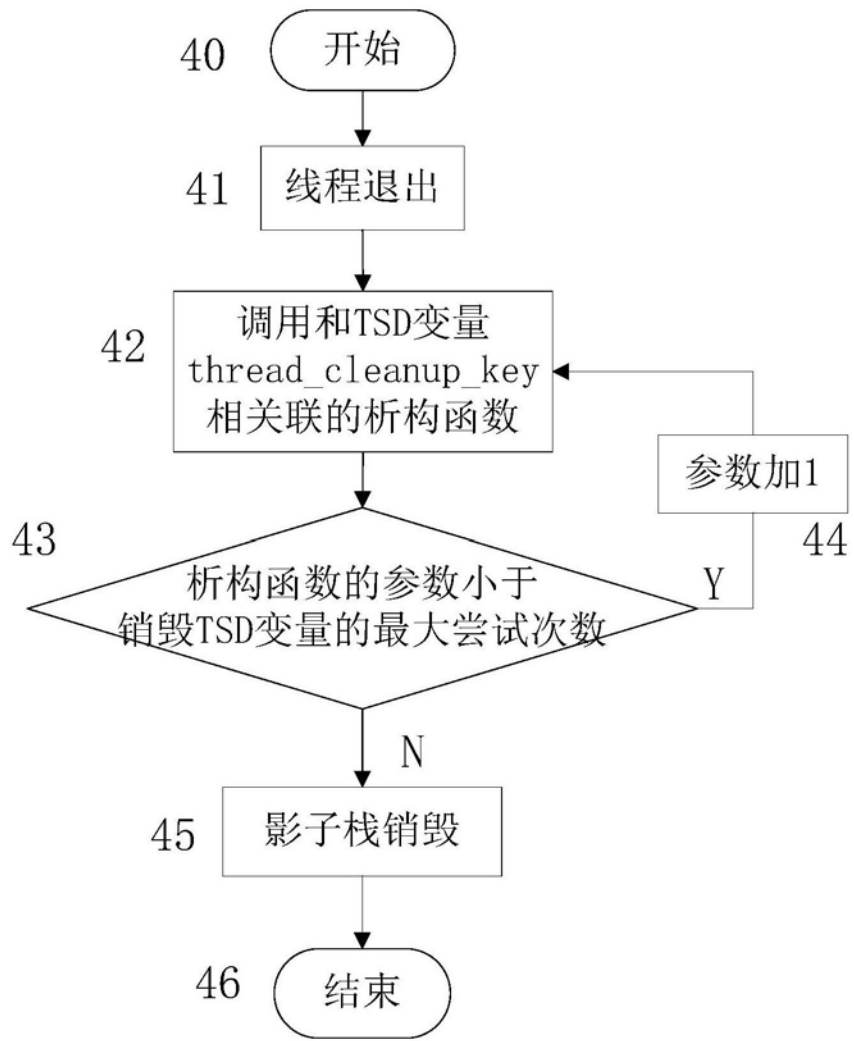 40
开始
41
线程退出
42
调用和TSD变量
thread_cleanup_key
相关联的析构函数
参数加1
44
43
析构函数的参数小于
销毁TSD变量的最大尝试次数
Y
N
45
影子栈销毁
46
结束